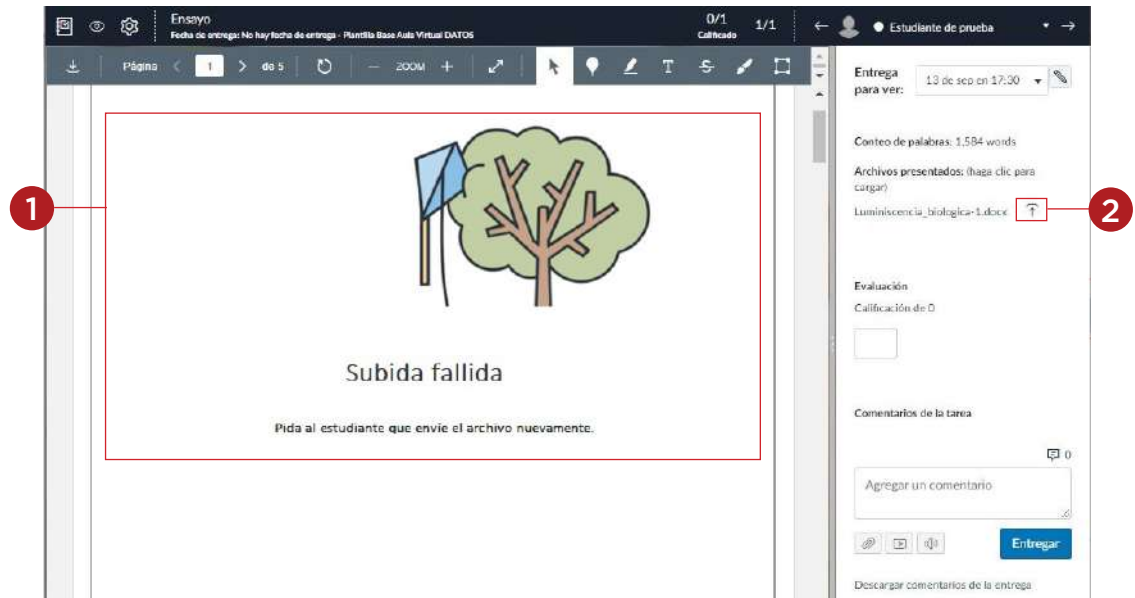 Ensayo
Fecha de entrega: No hay fecha de entrega - Plantilla Base Aula Virtual DATOS
0/1
Calificado
1/1
Estudiante de prueba
Página
1
de 5
ZOOM
T
S
Entrega
para ver:
13 de sep en 17:30
Conteo de palabras: 1,584 words
Archivos presentados: (haga clic para
cargar)
Luminiscencia_biologica-1.docx
1
2
Subida fallida
Pida al estudiante que envíe el archivo nuevamente.
Evaluación
Calificación de 0
Comentarios de la tarea
0
Agregar un comentario
Entregar
Descargar comentarios de la entrega